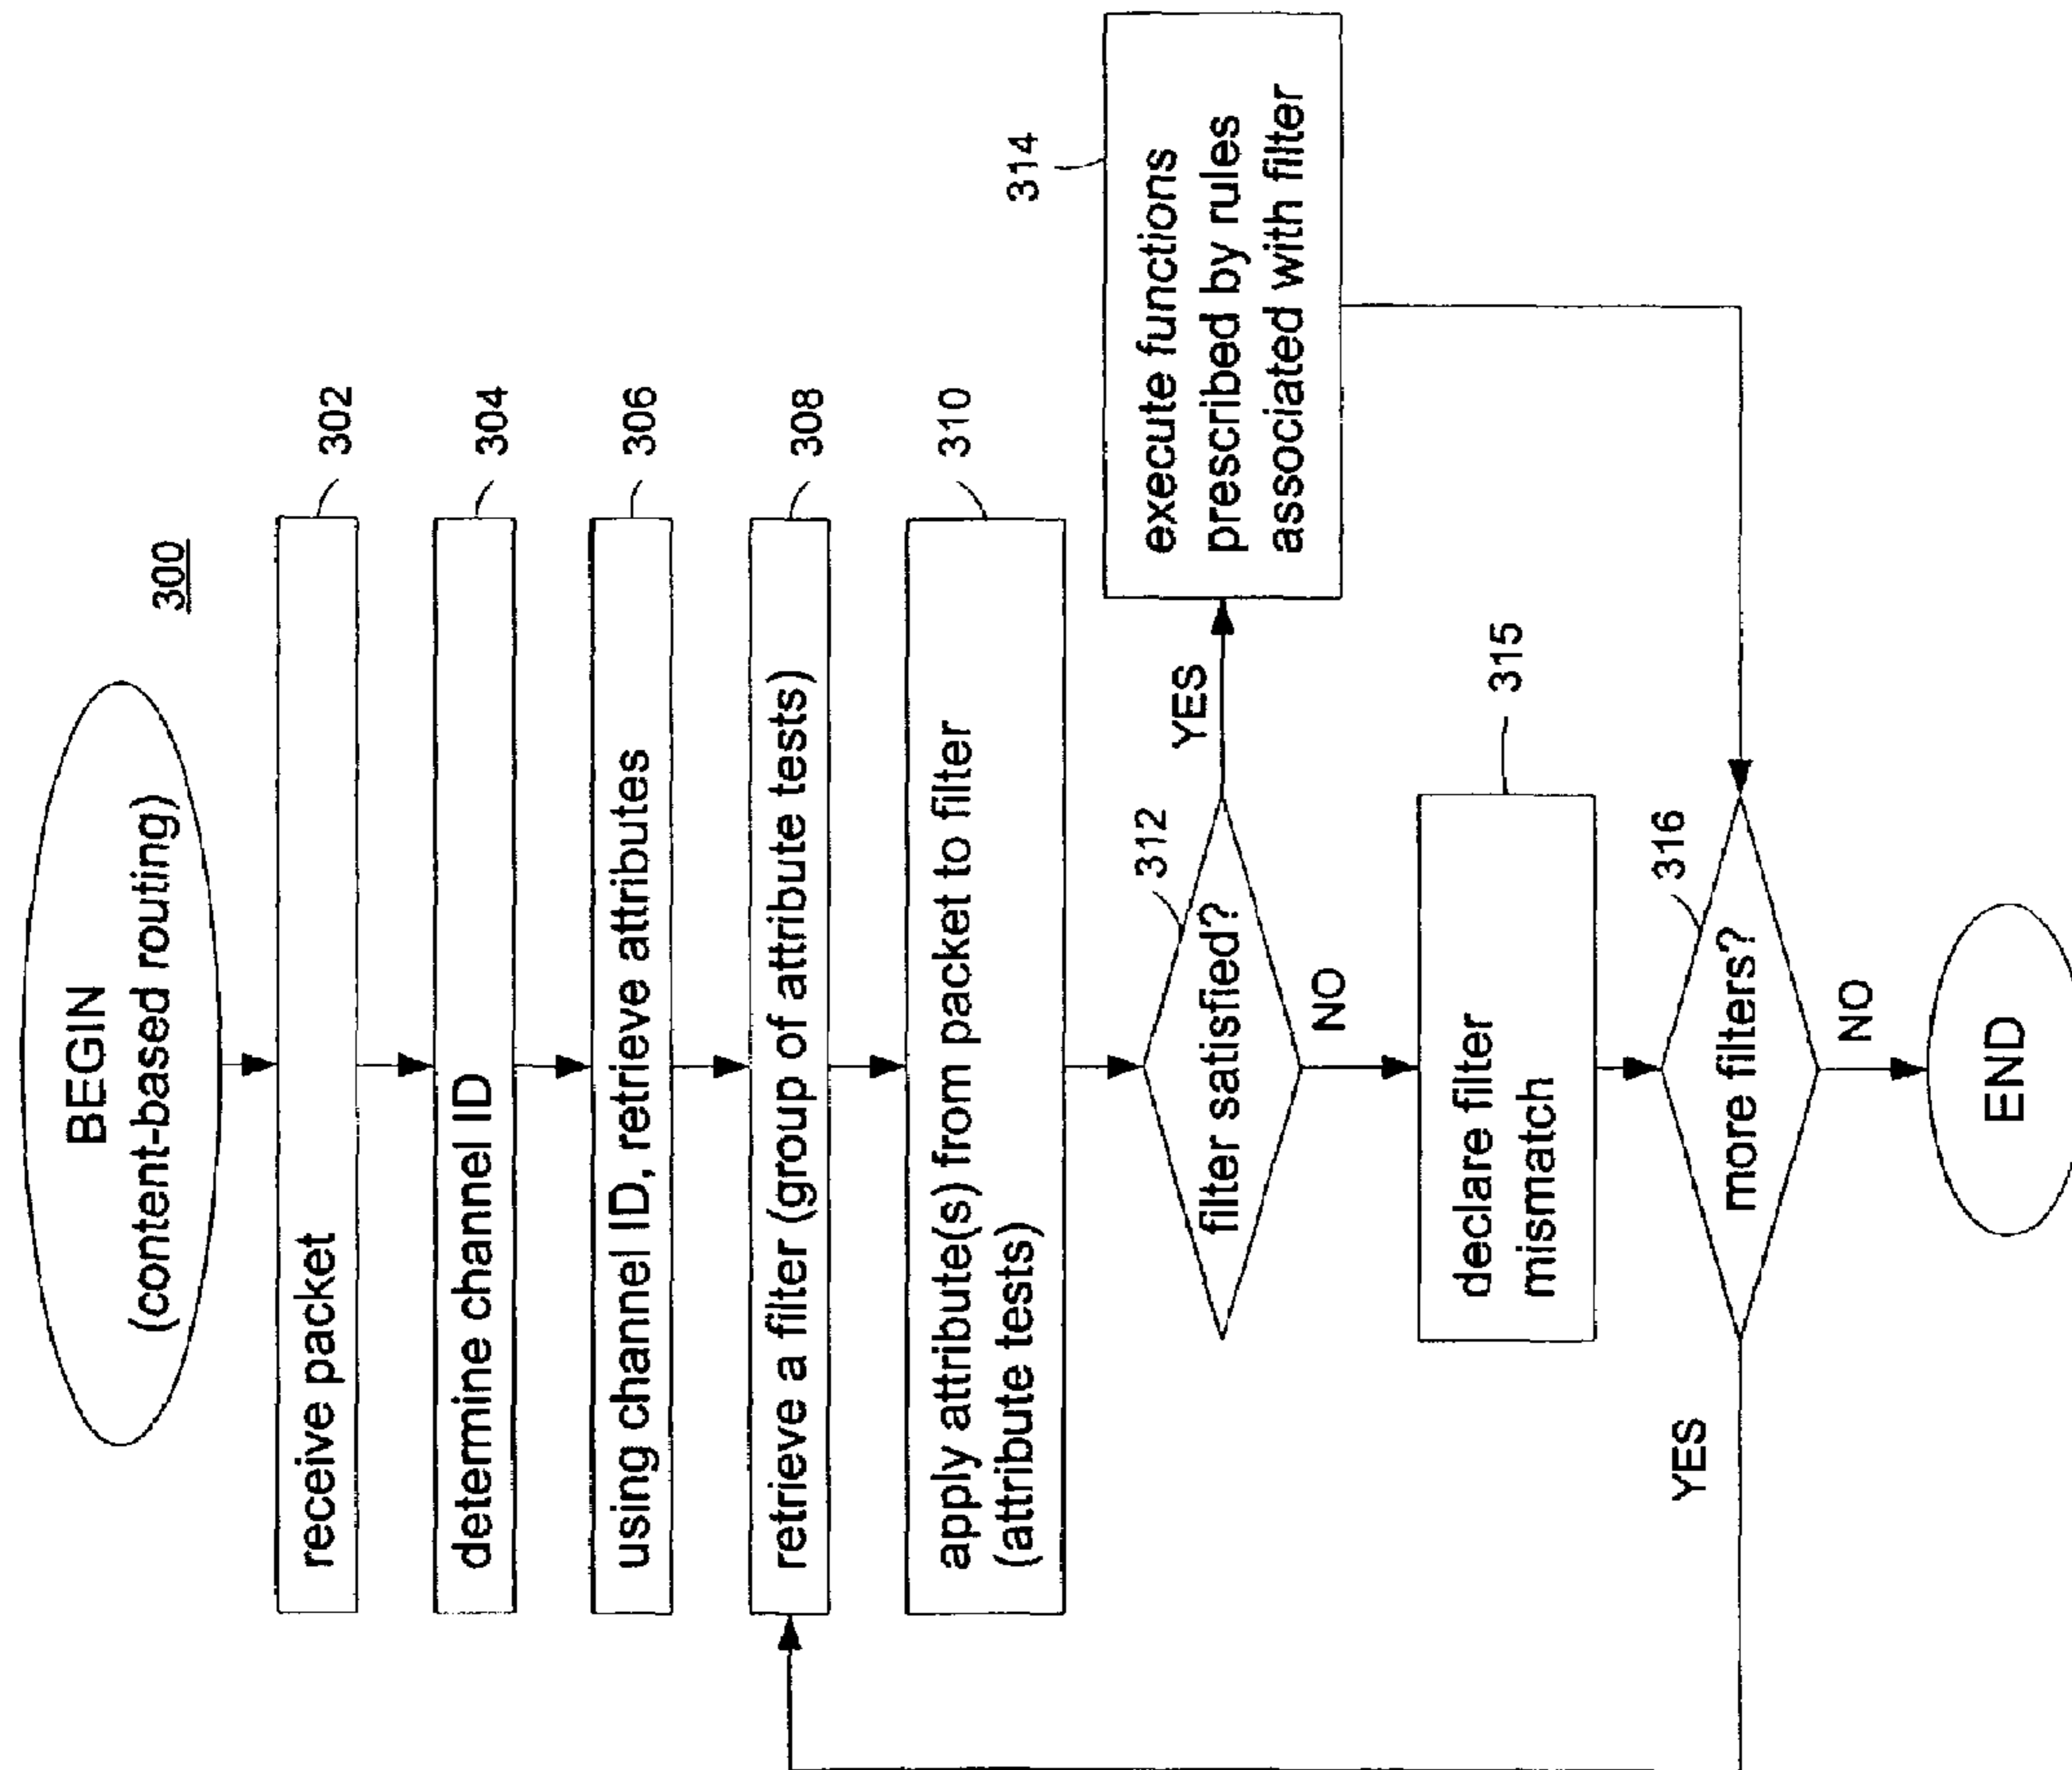 BEGIN
(content-based routing)
300
receive packet
302
determine channel ID
304
using channel ID, retrieve attributes
306
retrieve a filter (group of attribute tests)
308
apply attribute(s) from packet to filter
(attribute tests)
310
filter satisfied?
312
YES
execute functions
prescribed by rules
associated with filter
314
NO
declare filter
mismatch
315
more filters?
316
YES
NO
END